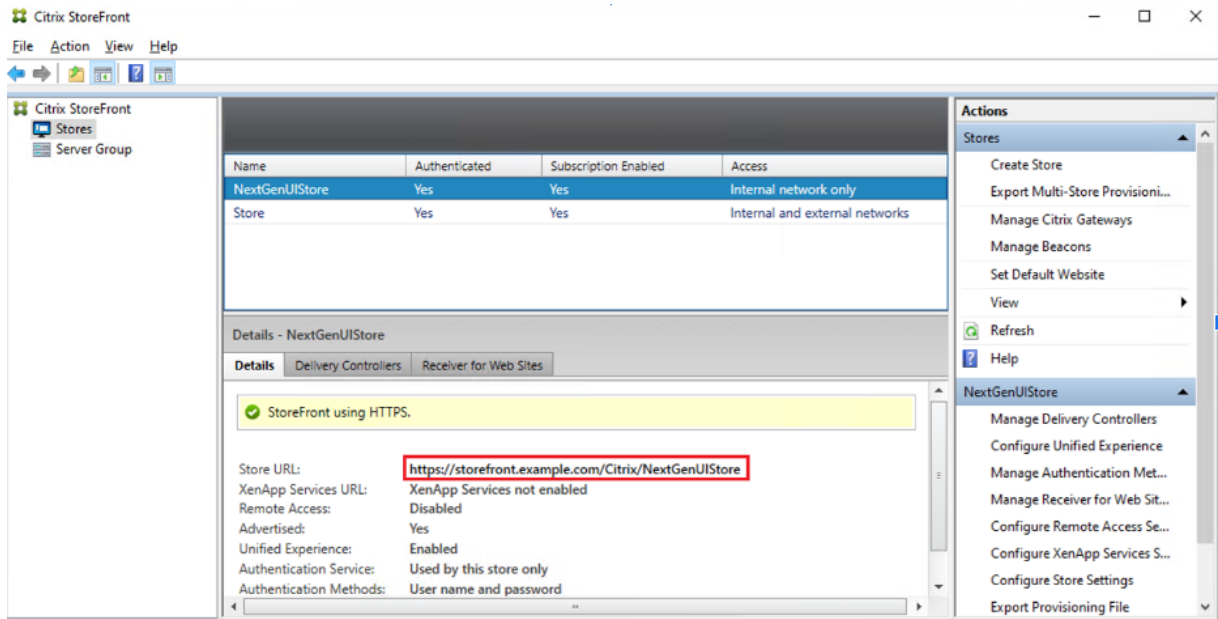 Citrix StoreFront
File Action View Help
Citrix StoreFront
Stores
Server Group
Name Authenticated Subscription Enabled Access
NextGenUIStore Yes Yes Internal network only
Store Yes Yes Internal and external networks
Details - NextGenUIStore
Details Delivery Controllers Receiver for Web Sites
StoreFront using HTTPS.
Store URL: https://storefront.example.com/Citrix/NextGenUIStore
XenApp Services URL: XenApp Services not enabled
Remote Access: Disabled
Advertised: Yes
Unified Experience: Enabled
Authentication Service: Used by this store only
Authentication Methods: User name and password
Actions
Stores
Create Store
Export Multi-Store Provisioni...
Manage Citrix Gateways
Manage Beacons
Set Default Website
View
Refresh
Help
NextGenUIStore
Manage Delivery Controllers
Configure Unified Experience
Manage Authentication Met...
Manage Receiver for Web Sit...
Configure Remote Access Se...
Configure XenApp Services S...
Configure Store Settings
Export Provisioning File